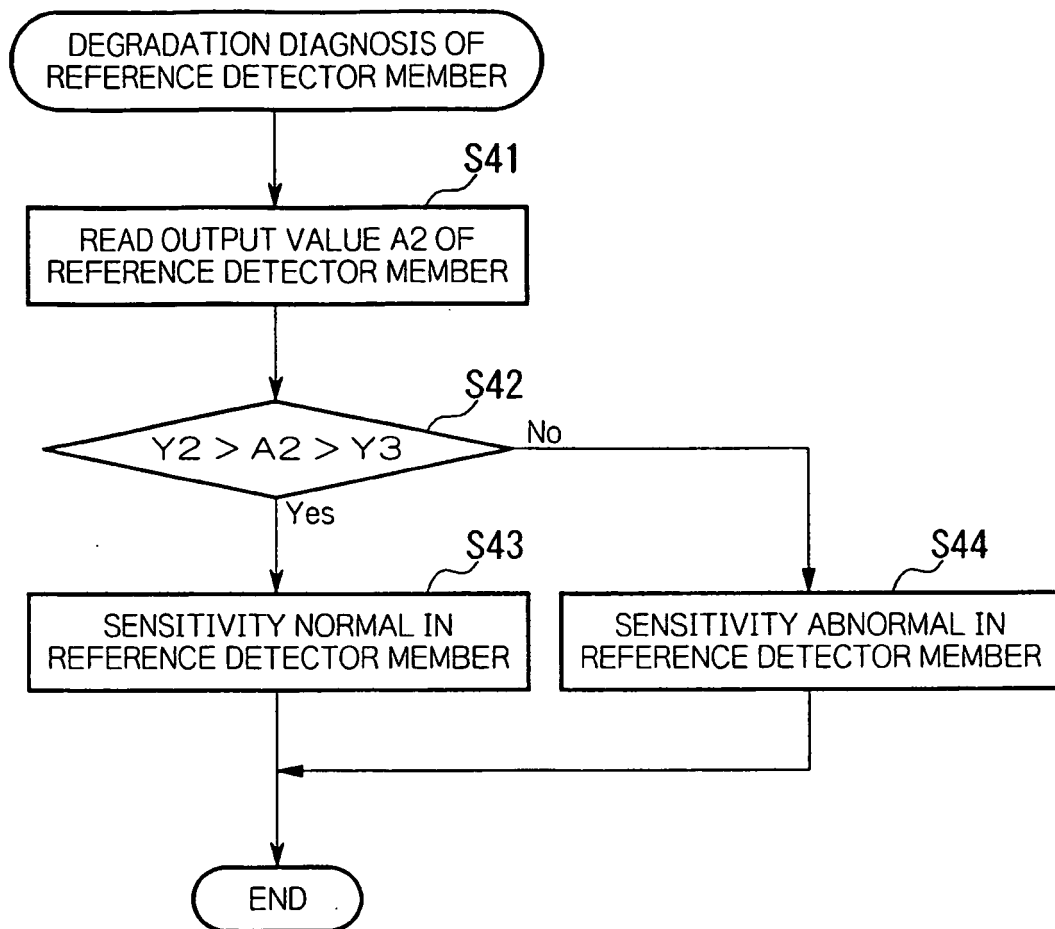 DEGRADATION DIAGNOSIS OF
REFERENCE DETECTOR MEMBER
S41
READ OUTPUT VALUE A2 OF
REFERENCE DETECTOR MEMBER
S42
Y2 > A2 > Y3
No
Yes
S43
SENSITIVITY NORMAL IN
REFERENCE DETECTOR MEMBER
S44
SENSITIVITY ABNORMAL IN
REFERENCE DETECTOR MEMBER
END